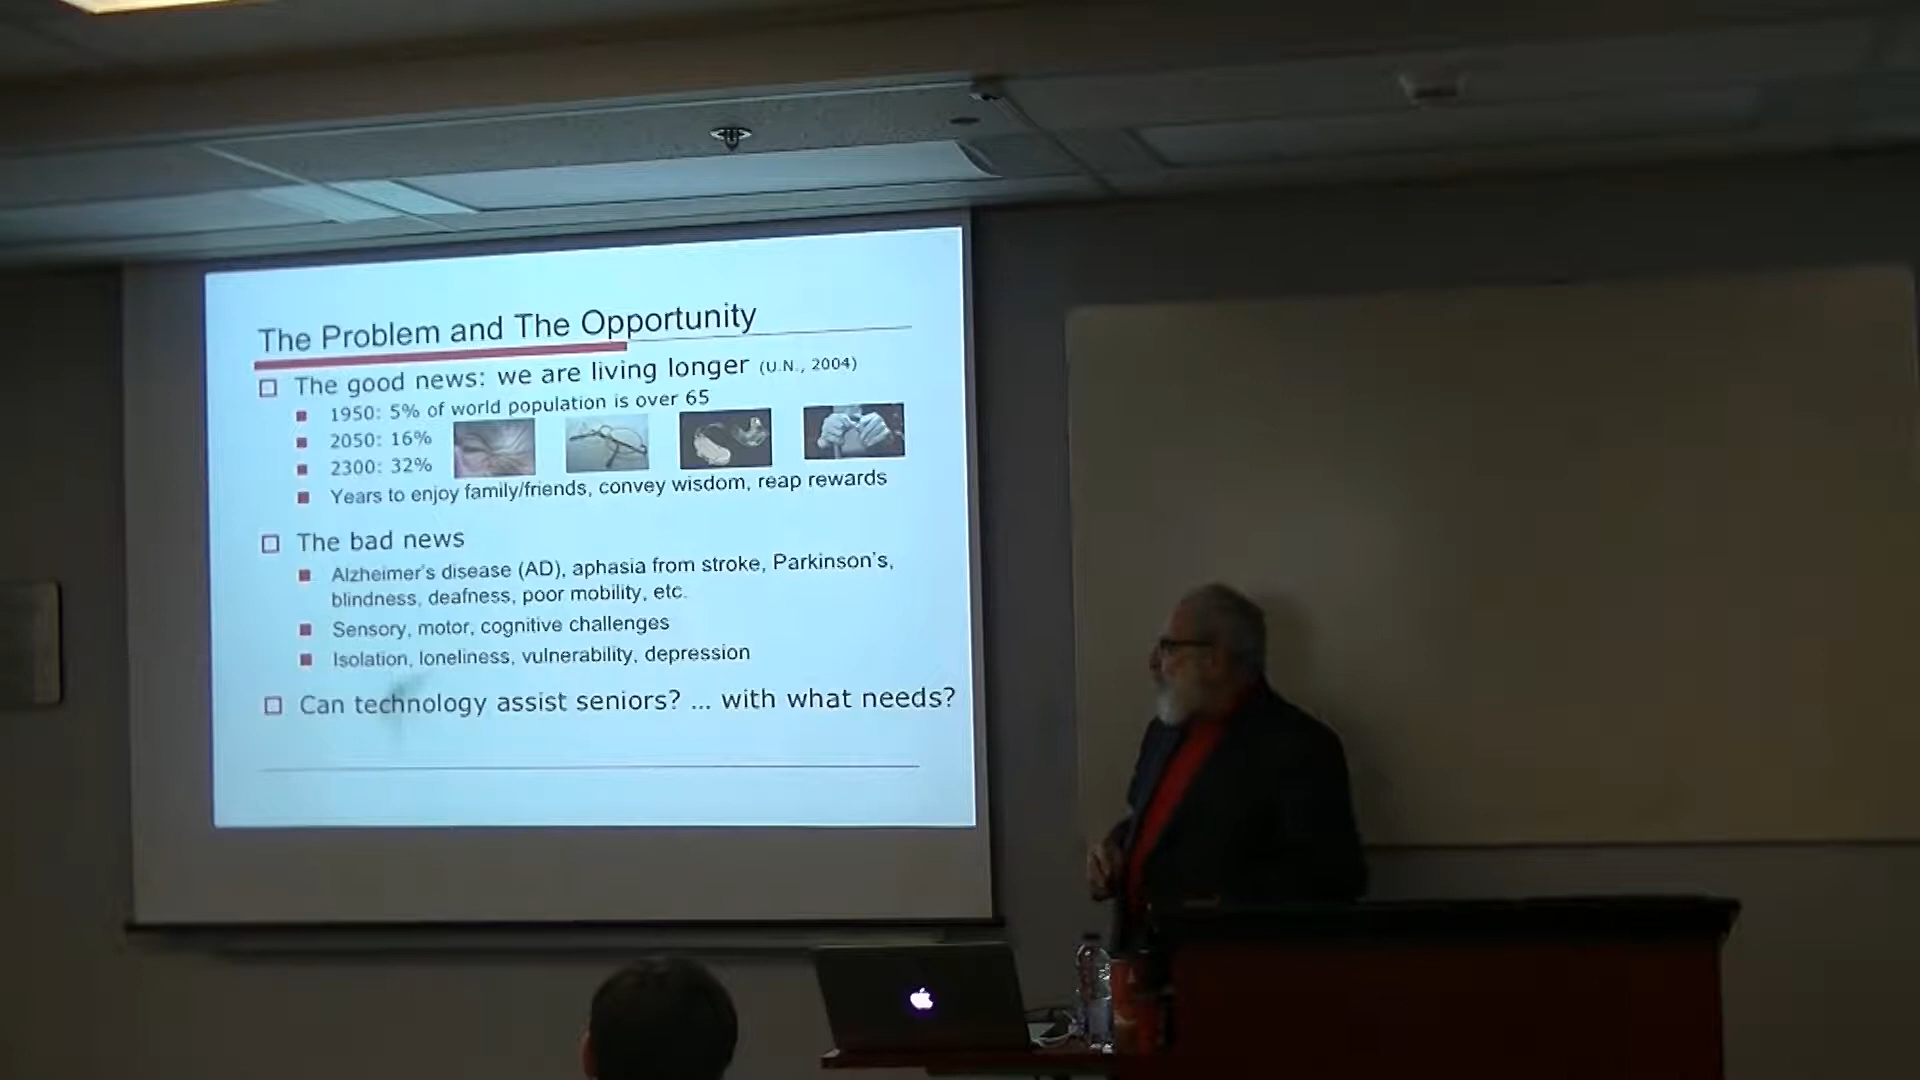 The Problem and The Opportunity
The good news: we are living longer (U.N., 2004)
1950: 5% of world population is over 65
2050: 16%
2300: 32%
Years to enjoy family/friends, convey wisdom, reap rewards
The bad news
Alzheimer's disease (AD), aphasia from stroke, Parkinson's,
blindness, deafness, poor mobility, etc.
Sensory, motor, cognitive challenges
Isolation, loneliness, vulnerability, depression
Can technology assist seniors? ... with what needs?